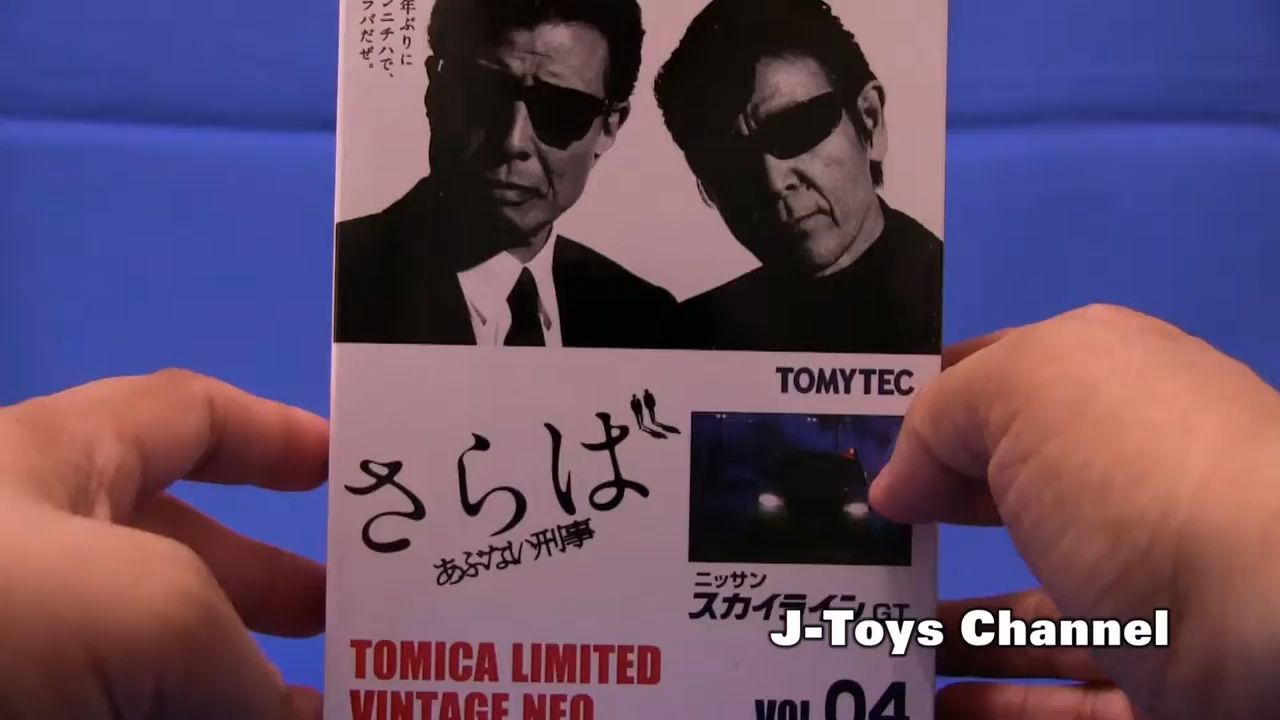 年ぶりに
ンニチハで、
ラバだぜ。
TOMYTEC
さらば
あぶない刑事
ニッサン
スカイライン GT
TOMICA LIMITED
VINTAGE NEO
VOL.04
J-Toys Channel